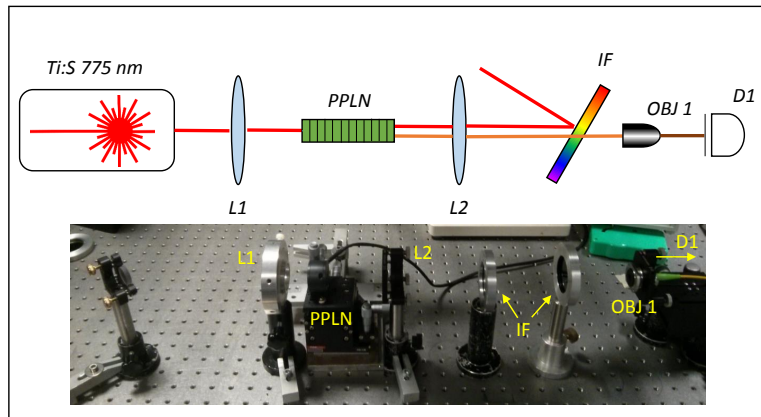 Ti:S 775 nm
PPLN
IF
OBJ 1
D1
L1
L2
L1
L2
D1
PPLN
IF
OBJ 1